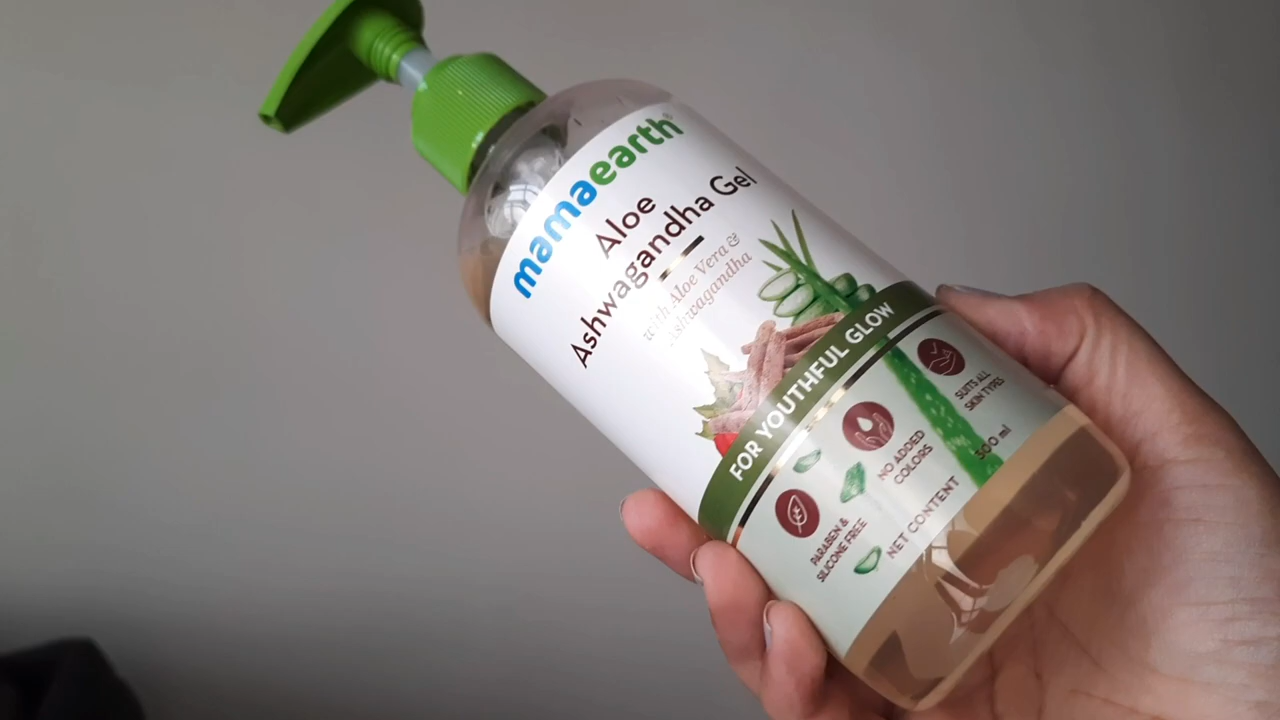 mamaearth®
Aloe
Ashwagandha Gel
with Aloe Vera &
Ashwagandha
FOR YOUTHFUL GLOW
PARABEN &
SILICONE FREE
NO ADDED
COLORS
SUITS ALL
SKIN TYPES
NET CONTENT 300 ml